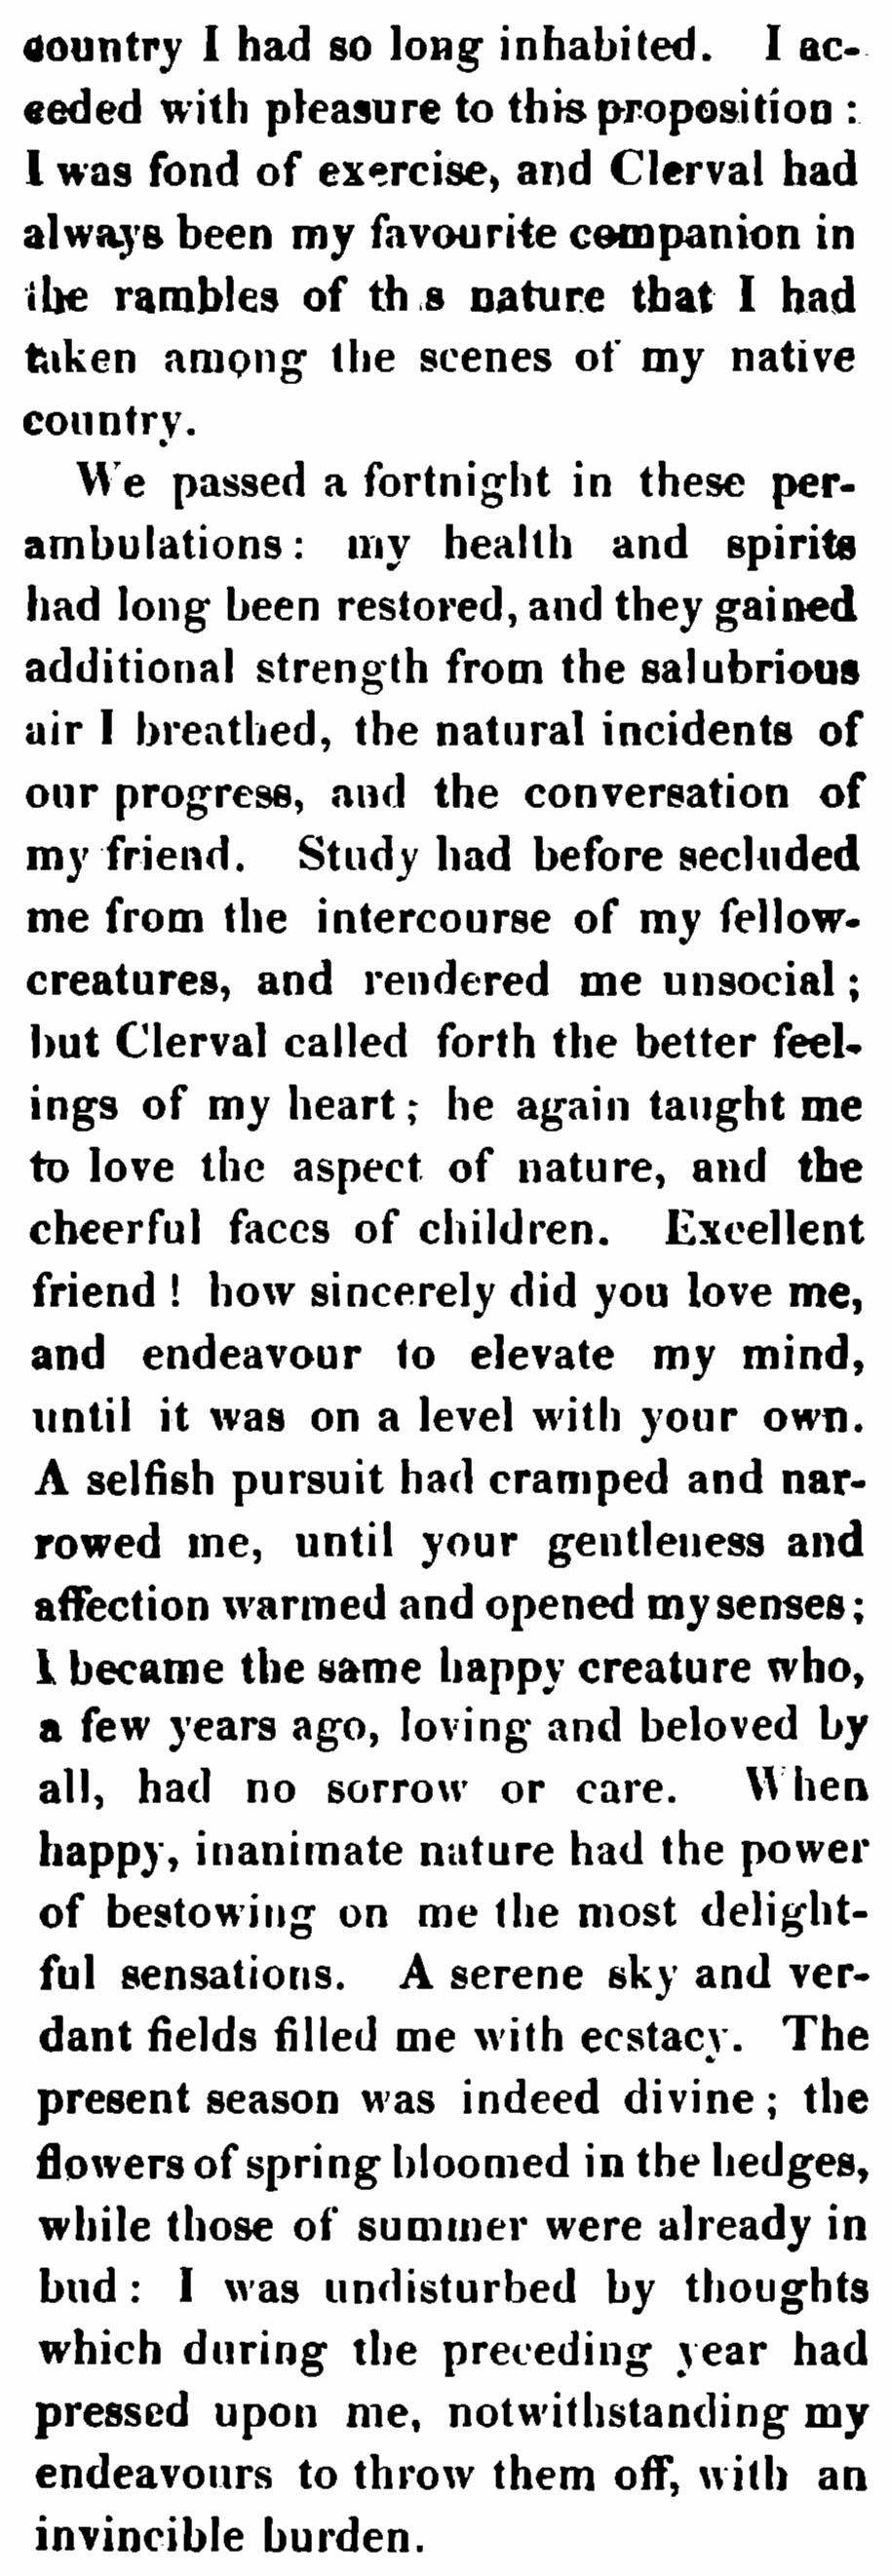 country I had so long inhabited. I ac-
ceded with pleasure to this proposition :
I was fond of exercise, and Clerval had
always been my favourite companion in
the rambles of th s nature that I had
taken among the scenes of my native
country.
We passed a fortnight in these per-
ambulations : my health and spirits
had long been restored, and they gained
additional strength from the salubrious
air I breathed, the natural incidents of
our progress, and the conversation of
my friend. Study had before secluded
me from the intercourse of my fellow-
creatures, and rendered me unsocial ;
but Clerval called forth the better feel-
ings of my heart ; he again taught me
to love the aspect of nature, and the
cheerful faces of children. Excellent
friend ! how sincerely did you love me,
and endeavour to elevate my mind,
until it was on a level with your own.
A selfish pursuit had cramped and nar-
rowed me, until your gentleness and
affection warmed and opened my senses ;
I became the same happy creature who,
a few years ago, loving and beloved by
all, had no sorrow or care. When
happy, inanimate nature had the power
of bestowing on me the most delight-
ful sensations. A serene sky and ver-
dant fields filled me with ecstacy. The
present season was indeed divine ; the
flowers of spring bloomed in the hedges,
while those of summer were already in
bud : I was undisturbed by thoughts
which during the preceding year had
pressed upon me, notwithstanding my
endeavours to throw them off, with an
invincible burden.